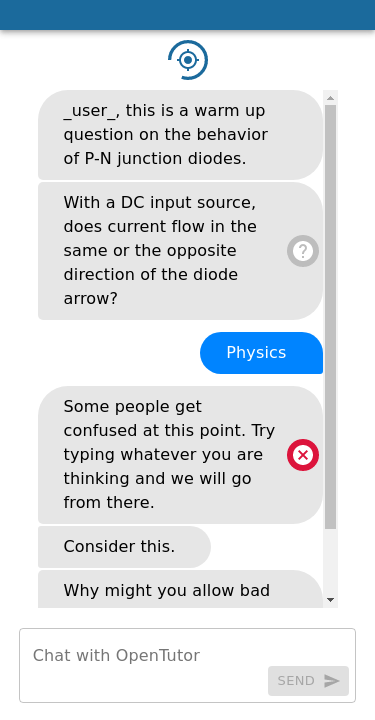 _user_, this is a warm up
question on the behavior
of P-N junction diodes.
With a DC input source,
does current flow in the
same or the opposite
direction of the diode
arrow?
Physics
Some people get
confused at this point. Try
typing whatever you are
thinking and we will go
from there.
Consider this.
Why might you allow bad
Chat with OpenTutor
SEND